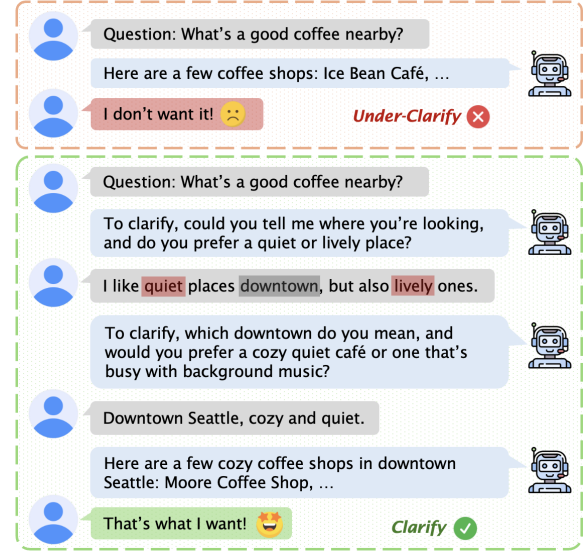 Question: What's a good coffee nearby?
Here are a few coffee shops: Ice Bean Café, ...
I don't want it!
Under-Clarify
Question: What's a good coffee nearby?
To clarify, could you tell me where you're looking,
and do you prefer a quiet or lively place?
I like quiet places downtown, but also lively ones.
To clarify, which downtown do you mean, and
would you prefer a cozy quiet café or one that's
busy with background music?
Downtown Seattle, cozy and quiet.
Here are a few cozy coffee shops in downtown
Seattle: Moore Coffee Shop, ...
That's what I want!
Clarify